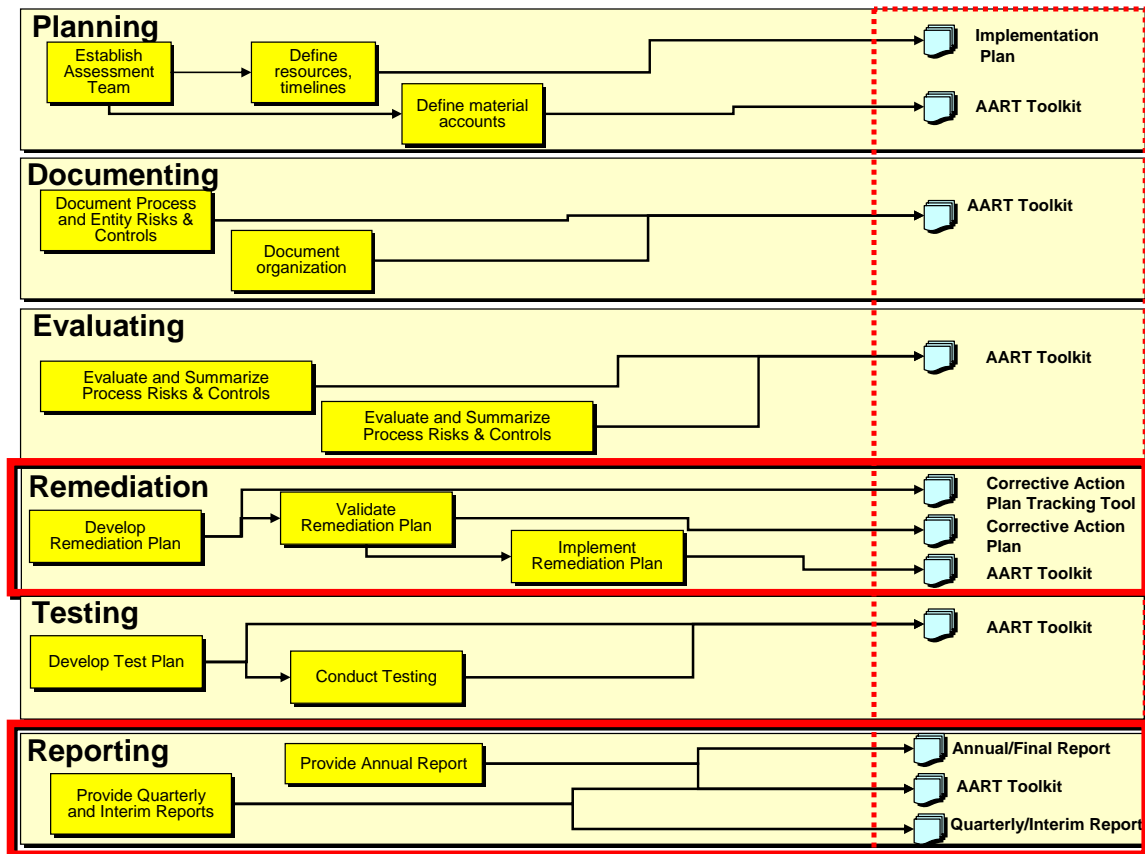 Planning
Establish
Assessment
Team
Define
resources,
timelines
Define material
accounts
Implementation
Plan
AART Toolkit
Documenting
Document Process
and Entity Risks &
Controls
Document
organization
AART Toolkit
Evaluating
Evaluate and Summarize
Process Risks & Controls
Evaluate and Summarize
Process Risks & Controls
AART Toolkit
Remediation
Develop
Remediation Plan
Validate
Remediation Plan
Implement
Remediation Plan
Corrective Action
Plan Tracking Tool
Corrective Action
Plan
AART Toolkit
Testing
Develop Test Plan
Conduct Testing
AART Toolkit
Reporting
Provide Annual Report
Provide Quarterly
and Interim Reports
Annual/Final Report
AART Toolkit
Quarterly/Interim Report